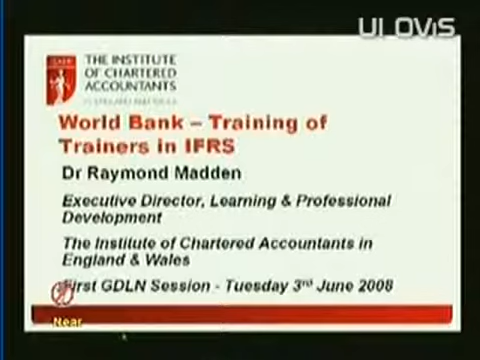 Ulovis
THE INSTITUTE
OF CHARTERED
ACCOUNTANTS
World Bank – Training of
Trainers in IFRS
Dr Raymond Madden
Executive Director, Learning & Professional
Development
The Institute of Chartered Accountants in
England & Wales
First GDLN Session - Tuesday 3rd June 2008
Near